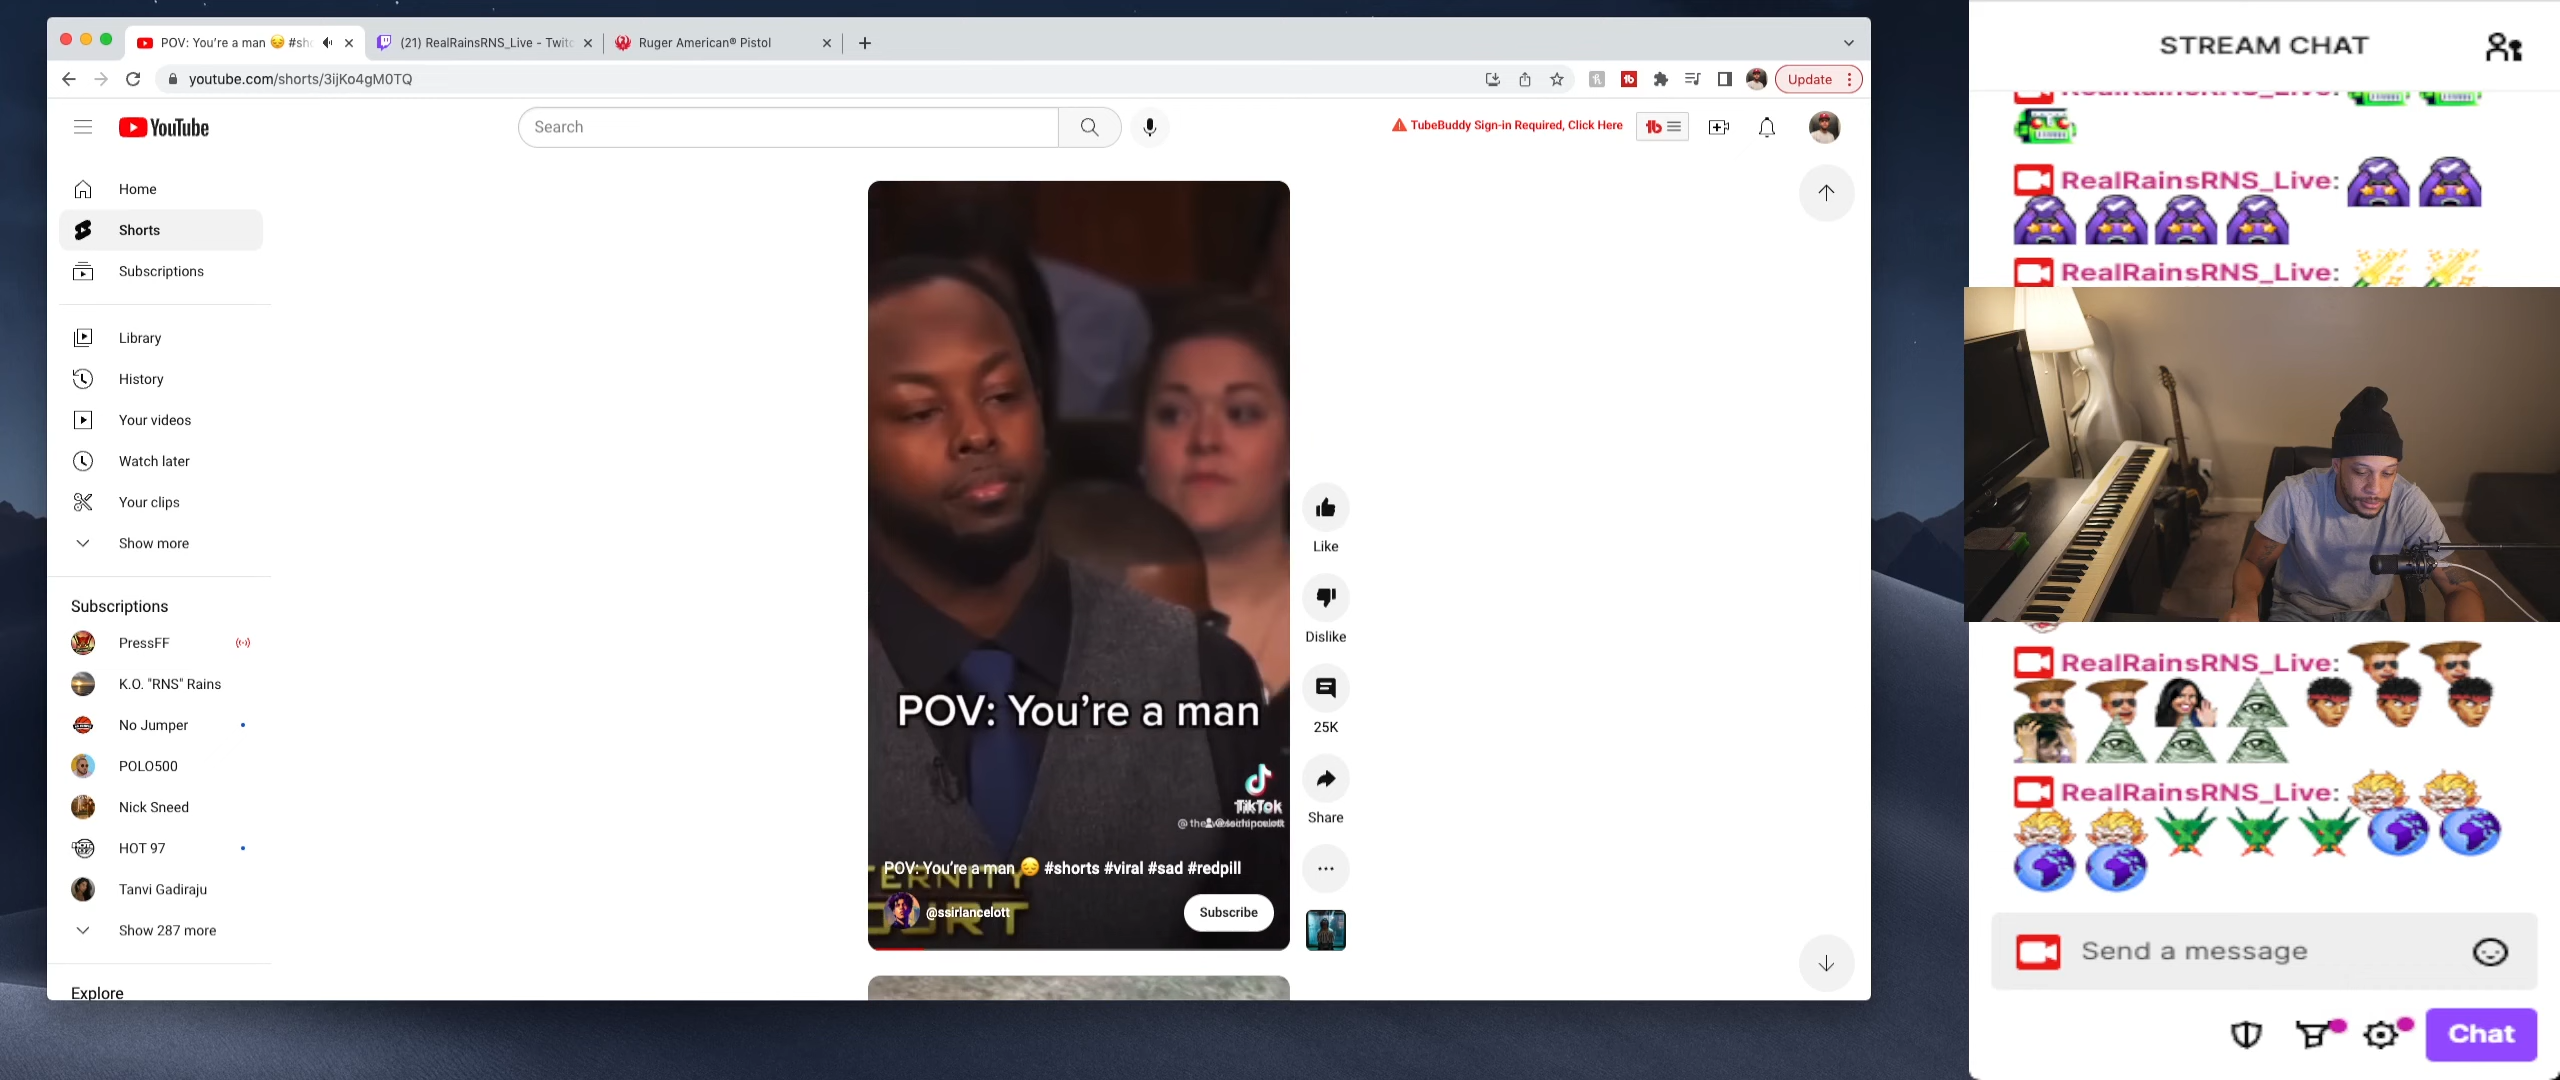 POV: You're a man 😔 #sh
(21) RealRainsRNS_Live - Twitc
Ruger American® Pistol
youtube.com/shorts/3ijKo4gM0TQ
Update
YouTube
Search
TubeBuddy Sign-in Required, Click Here
tb
Home
Shorts
Subscriptions
Library
History
Your videos
Watch later
Your clips
Show more
Subscriptions
PressFF
K.O. "RNS" Rains
No Jumper
POLO500
Nick Sneed
HOT 97
Tanvi Gadiraju
Show 287 more
Explore
POV: You're a man
TikTok
POV: You're a man 😔 #shorts #viral #sad #redpill
@ssirlancelott
Subscribe
Like
Dislike
25K
Share
STREAM CHAT
RealRainsRNS_Live:
RealRainsRNS_Live:
RealRainsRNS_Live:
RealRainsRNS_Live:
RealRainsRNS_Live:
Send a message
Chat